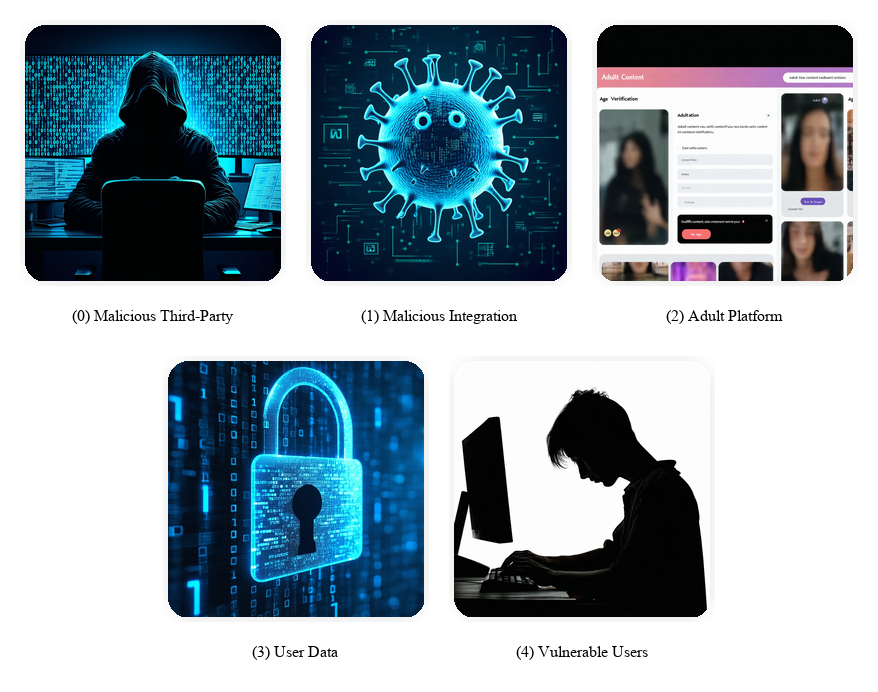 Adult Content
Age Verification
Adultation
(0) Malicious Third-Party
(1) Malicious Integration
(2) Adult Platform
(3) User Data
(4) Vulnerable Users